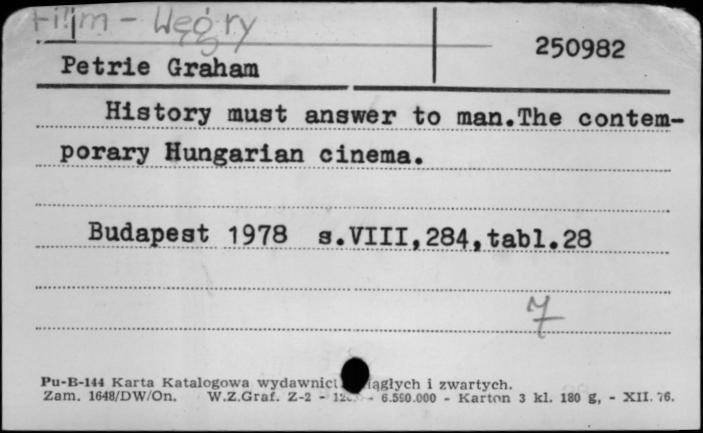 Film - Węgry
250982
Petrie Graham
History must answer to man.The contem-
porary Hungarian cinema.
Budapest 1978 s.VIII,284,tabl.28
7
Pu-B-144 Karta Katalogowa wydawnict ciągłych i zwartych.
Zam. 1648/DW/On. W.Z.Graf. Z-2 - - 6.500.000 - Karton 3 kl. 180 g, - XII. 76.